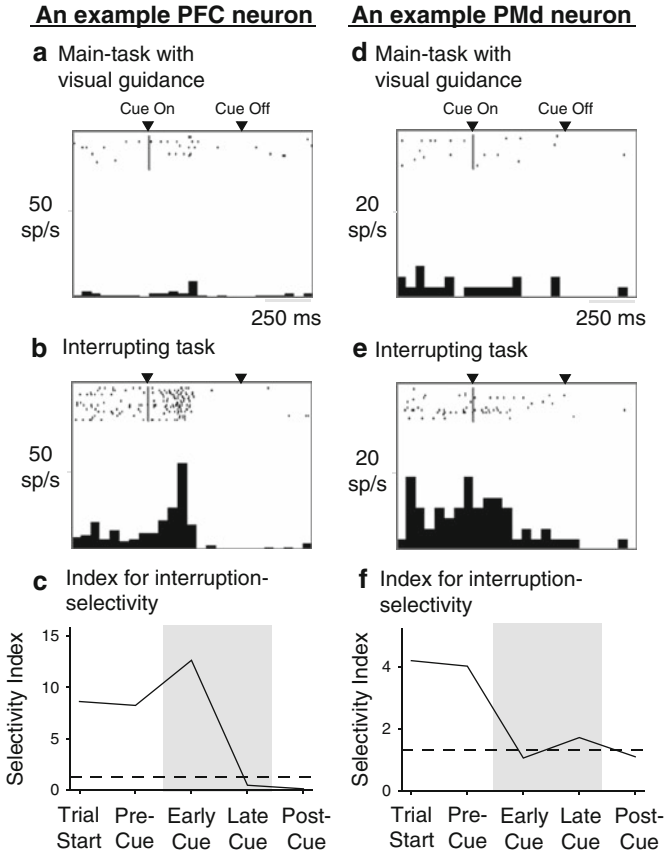 An example PFC neuron
a Main-task with
visual guidance
Cue On Cue Off
50
sp/s
250 ms
b Interrupting task
50
sp/s
c Index for interruption-
selectivity
Selectivity Index
15
10
5
0
Trial Pre- Early Late Post-
Start Cue Cue Cue Cue
An example PMd neuron
d Main-task with
visual guidance
Cue On Cue Off
20
sp/s
250 ms
e Interrupting task
20
sp/s
f Index for interruption-
selectivity
Selectivity Index
4
2
0
Trial Pre- Early Late Post-
Start Cue Cue Cue Cue